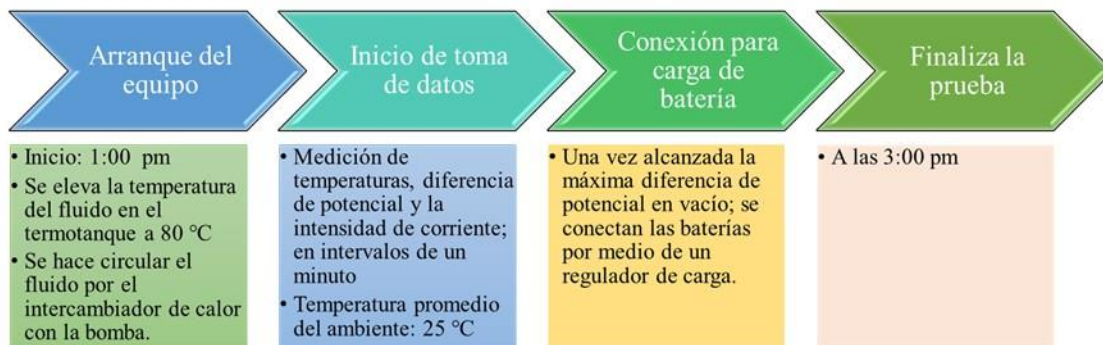 Arranque del
equipo
Inicio de toma
de datos
Conexión para
carga de
batería
Finaliza la
prueba
• Inicio: 1:00 pm
• Se eleva la temperatura
del fluido en el
termotanque a 80 °C
• Se hace circular el
fluido por el
intercambiador de calor
con la bomba.
• Medición de
temperaturas, diferencia
de potencial y la
intensidad de corriente;
en intervalos de un
minuto
• Temperatura promedio
del ambiente: 25 °C
• Una vez alcanzada la
máxima diferencia de
potencial en vacío; se
conectan las baterías
por medio de un
regulador de carga.
• A las 3:00 pm